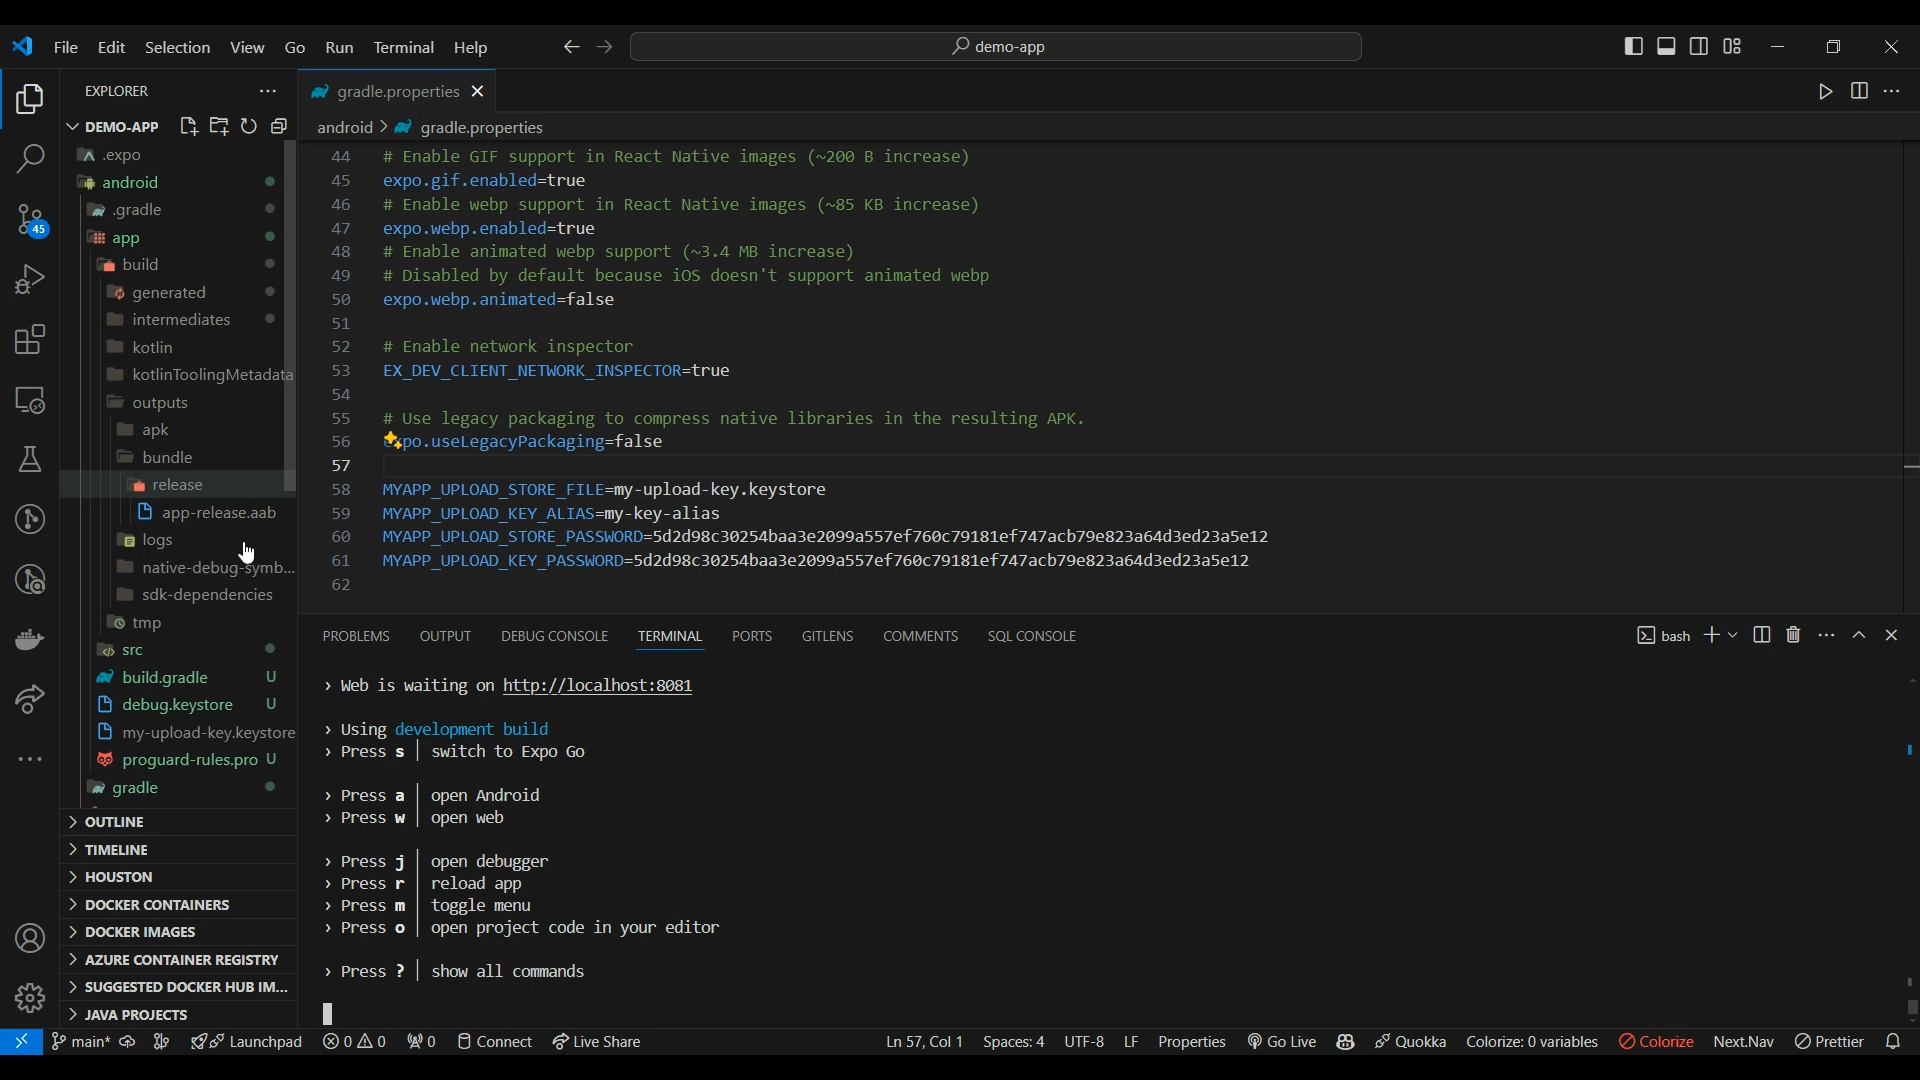 File Edit Selection View Go Run Terminal Help
demo-app
EXPLORER
DEMO-APP
.expo
android
.gradle
app
build
generated
intermediates
kotlin
kotlinToolingMetadata
outputs
apk
bundle
release
app-release.aab
logs
native-debug-symb...
sdk-dependencies
tmp
src
build.gradle U
debug.keystore U
my-upload-key.keystore
proguard-rules.pro U
gradle
OUTLINE
TIMELINE
HOUSTON
DOCKER CONTAINERS
DOCKER IMAGES
AZURE CONTAINER REGISTRY
SUGGESTED DOCKER HUB IM...
JAVA PROJECTS
45
gradle.properties
android > gradle.properties
44 # Enable GIF support in React Native images (~200 B increase)
45 expo.gif.enabled=true
46 # Enable webp support in React Native images (~85 KB increase)
47 expo.webp.enabled=true
48 # Enable animated webp support (~3.4 MB increase)
49 # Disabled by default because iOS doesn't support animated webp
50 expo.webp.animated=false
51
52 # Enable network inspector
53 EX_DEV_CLIENT_NETWORK_INSPECTOR=true
54
55 # Use legacy packaging to compress native libraries in the resulting APK.
56 expo.useLegacyPackaging=false
57
58 MYAPP_UPLOAD_STORE_FILE=my-upload-key.keystore
59 MYAPP_UPLOAD_KEY_ALIAS=my-key-alias
60 MYAPP_UPLOAD_STORE_PASSWORD=5d2d98c30254baa3e2099a557ef760c79181ef747acb79e823a64d3ed23a5e12
61 MYAPP_UPLOAD_KEY_PASSWORD=5d2d98c30254baa3e2099a557ef760c79181ef747acb79e823a64d3ed23a5e12
62
PROBLEMS OUTPUT DEBUG CONSOLE TERMINAL PORTS GITLENS COMMENTS SQL CONSOLE
bash
› Web is waiting on http://localhost:8081
› Using development build
› Press s │ switch to Expo Go
› Press a │ open Android
› Press w │ open web
› Press j │ open debugger
› Press r │ reload app
› Press m │ toggle menu
› Press o │ open project code in your editor
› Press ? │ show all commands
main* Launchpad 0 0 0 Connect Live Share Ln 57, Col 1 Spaces: 4 UTF-8 LF Properties Go Live Quokka Colorize: 0 variables Colorize Next.Nav Prettier